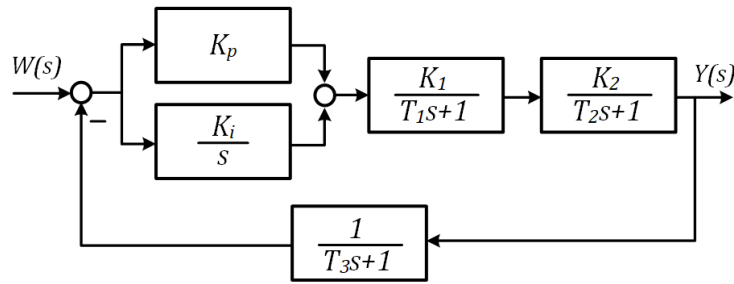 W(s)
K_p
K_i
s
K_1
T_1s+1
K_2
T_2s+1
Y(s)
−
1
T_3s+1